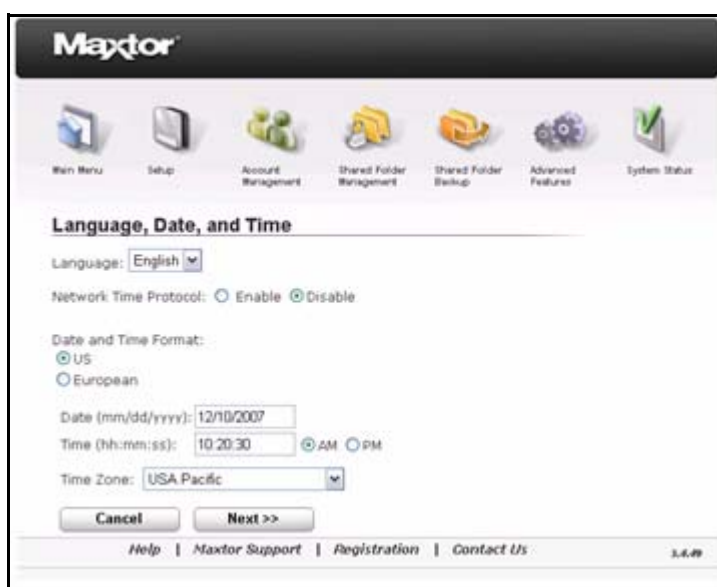 Maxtor
Main Menu
Setup
Account Management
Shared Folder Management
Shared Folder Backup
Advanced Features
System Status
Language, Date, and Time
Language: English
Network Time Protocol: Enable Disable
Date and Time Format:
US
European
Date (mm/dd/yyyy): 12/10/2007
Time (hh:mm:ss): 10:20:30 AM PM
Time Zone: USA Pacific
Cancel Next >>
Help | Maxtor Support | Registration | Contact Us